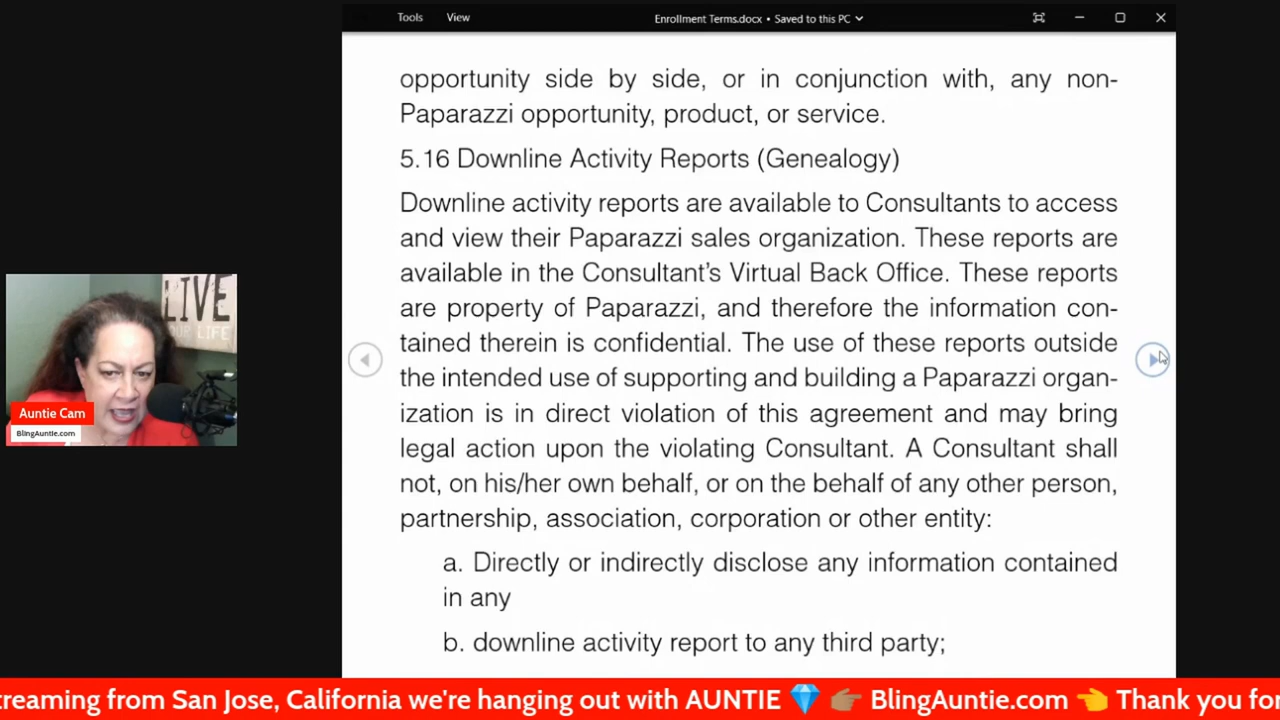 Tools View Enrollment Terms.docx • Saved to this PC
opportunity side by side, or in conjunction with, any non-
Paparazzi opportunity, product, or service.
5.16 Downline Activity Reports (Genealogy)
Downline activity reports are available to Consultants to access
and view their Paparazzi sales organization. These reports are
available in the Consultant's Virtual Back Office. These reports
are property of Paparazzi, and therefore the information con-
tained therein is confidential. The use of these reports outside
the intended use of supporting and building a Paparazzi organ-
ization is in direct violation of this agreement and may bring
legal action upon the violating Consultant. A Consultant shall
not, on his/her own behalf, or on the behalf of any other person,
partnership, association, corporation or other entity:
a. Directly or indirectly disclose any information contained
in any
b. downline activity report to any third party;
LIVE
YOUR LIFE
Auntie Cam
BlingAuntie.com
creaming from San Jose, California we're hanging out with AUNTIE 💎 👉🏽 BlingAuntie.com 👈 Thank you for